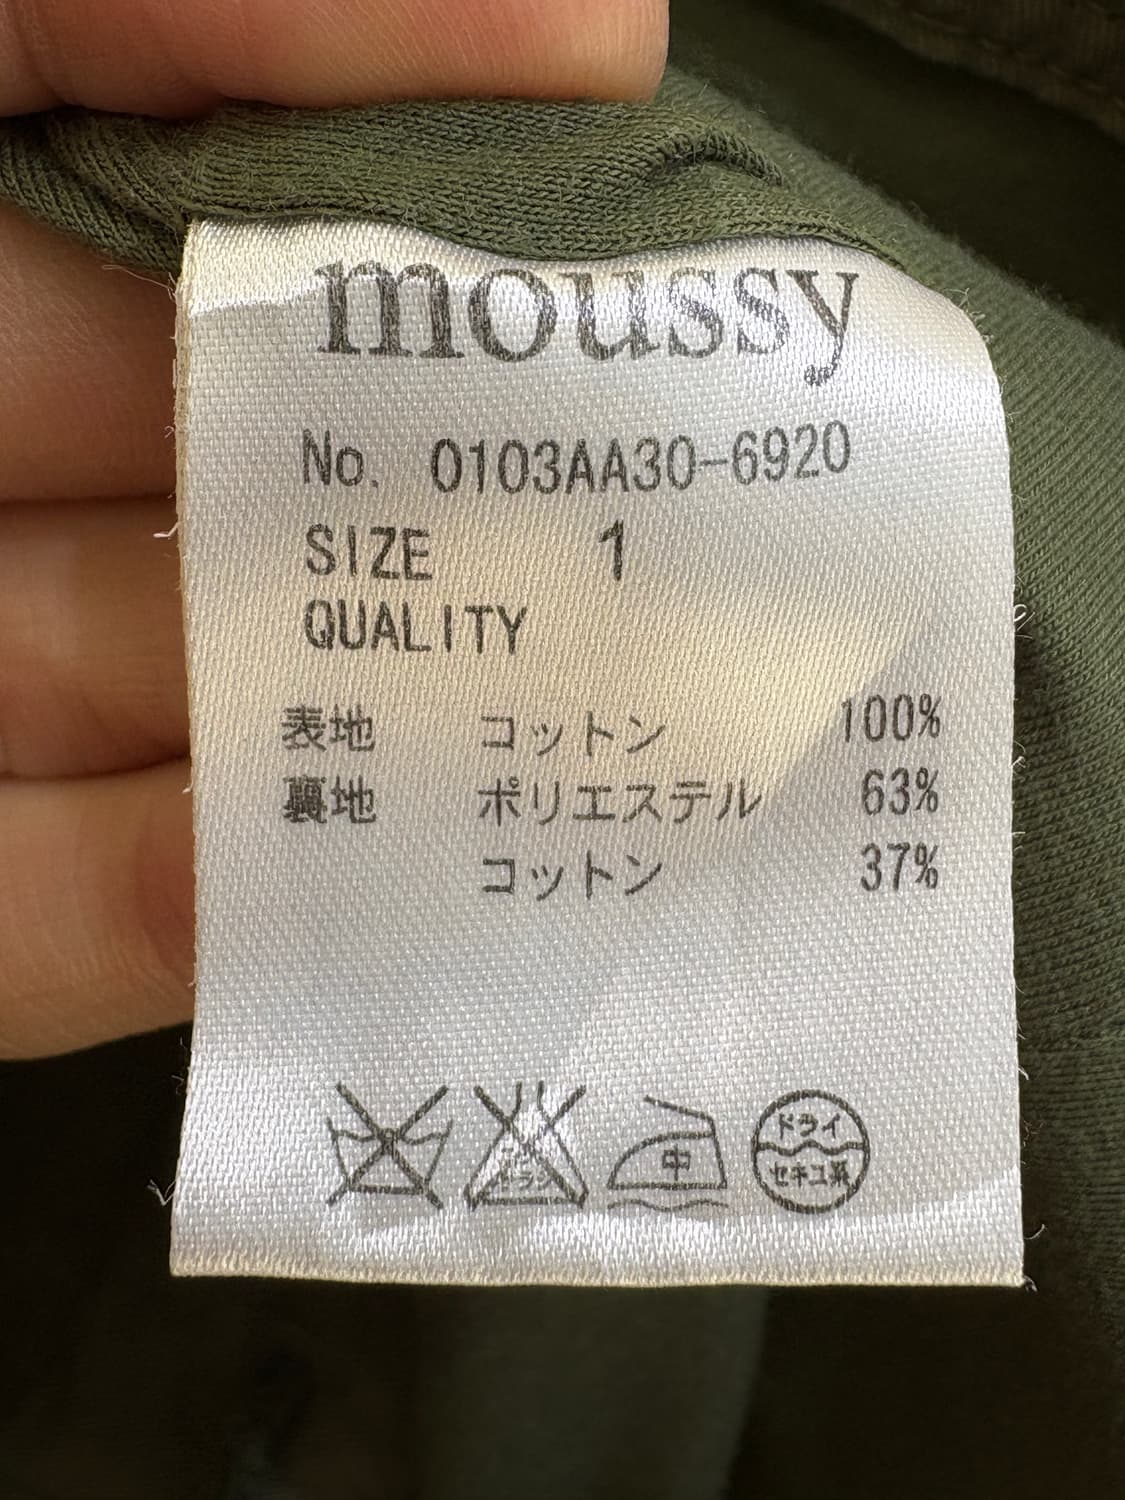 moussy
No. 0103AA30-6920
SIZE 1
QUALITY
表地 コットン 100%
裏地 ポリエステル 63%
コットン 37%
中
ドライ
セキユ系